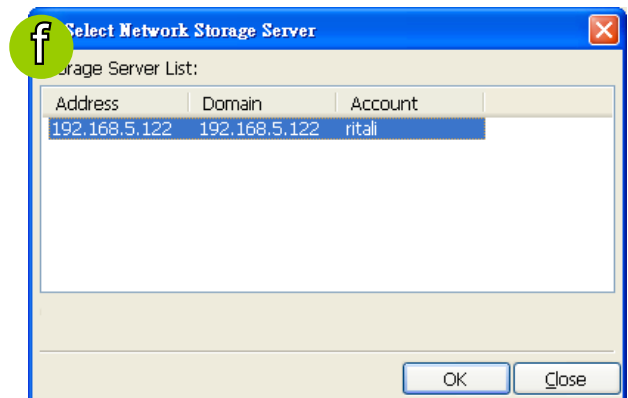 f
Select Network Storage Server
orage Server List:
Address Domain Account
192.168.5.122 192.168.5.122 ritali
OK Close